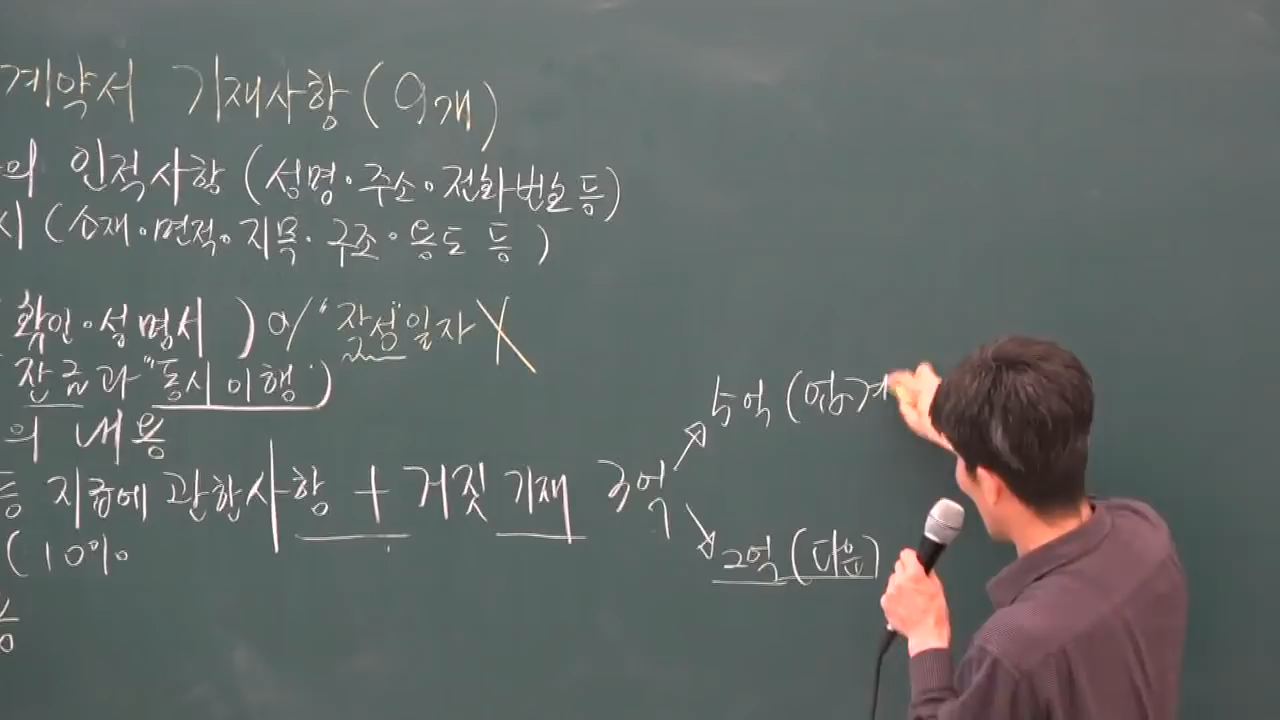 계약서 기재사항 (9개)
의 인적사항 (성명·주소·전화번호 등)
시 (소재·면적·지목·구조·용도 등)
확인·설명서 ) o/ "작성"일자 X
잔금과 "동시이행")
의 내용
등 지급에 관한사항 + 거짓 기재 3억
5억 (업계
2억 (다운)
(10%